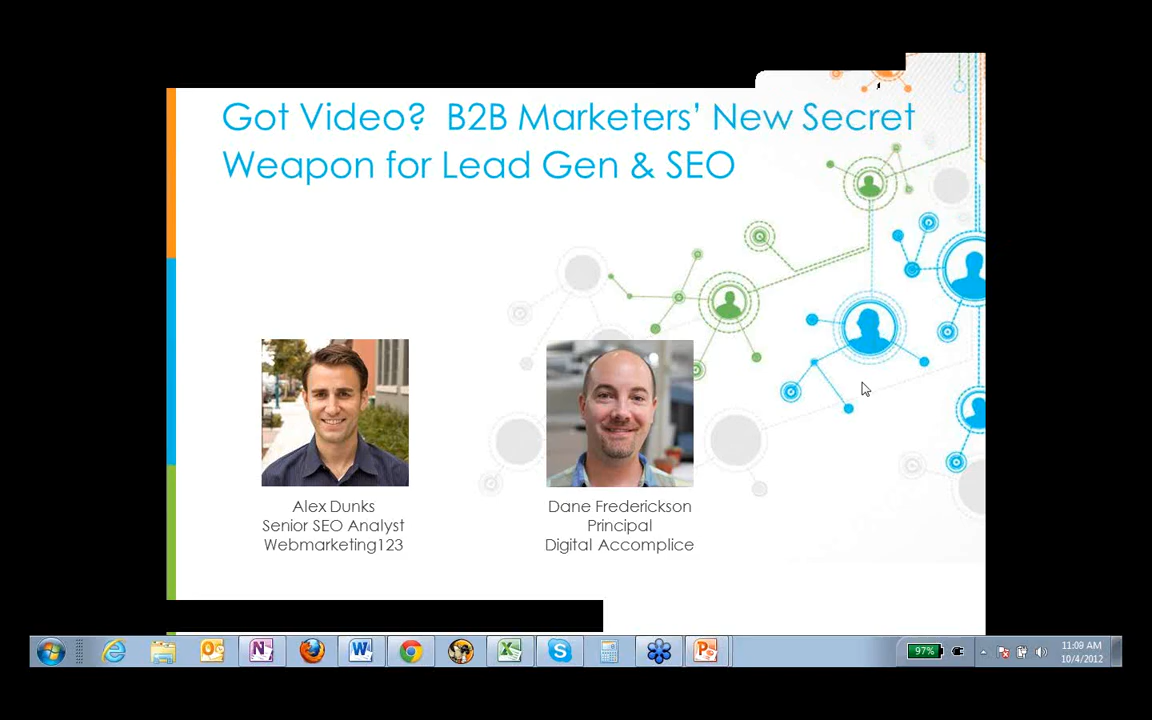 Got Video? B2B Marketers' New Secret
Weapon for Lead Gen & SEO
Alex Dunks
Senior SEO Analyst
Webmarketing123
Dane Frederickson
Principal
Digital Accomplice
97%
11:09 AM
10/4/2012